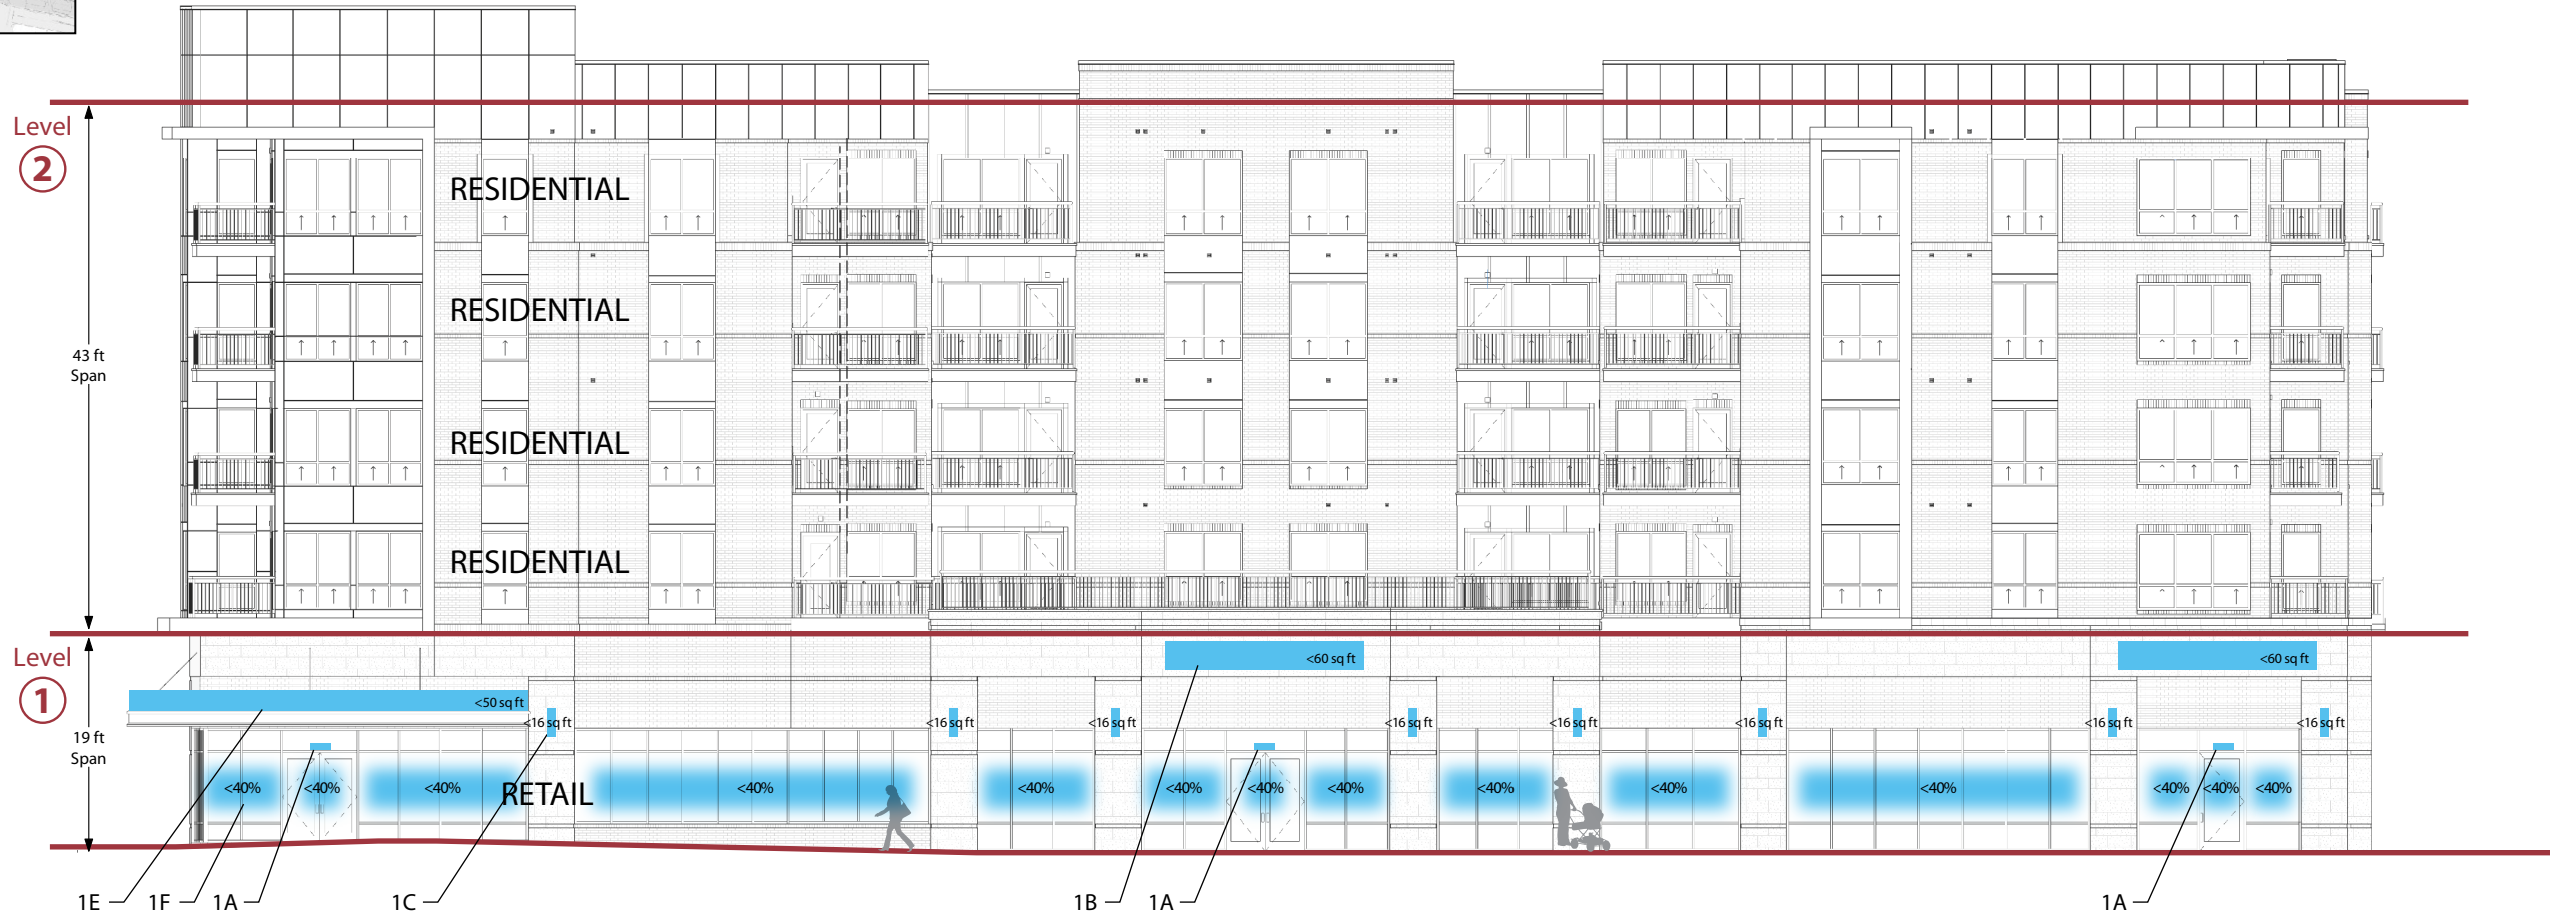 Level
2
RESIDENTIAL
43 ft
Span
RESIDENTIAL
RESIDENTIAL
RESIDENTIAL
Level
1
19 ft
Span
<60 sq ft
<60 sq ft
<50 sq ft
<16 sq ft
<16 sq ft
<16 sq ft
<16 sq ft
<16 sq ft
<16 sq ft
<16 sq ft
<16 sq ft
<40%
<40%
<40%
RETAIL
<40%
<40%
<40%
<40%
<40%
<40%
<40%
<40%
<40%
<40%
<40%
1E
1F
1A
1C
1B
1A
1A